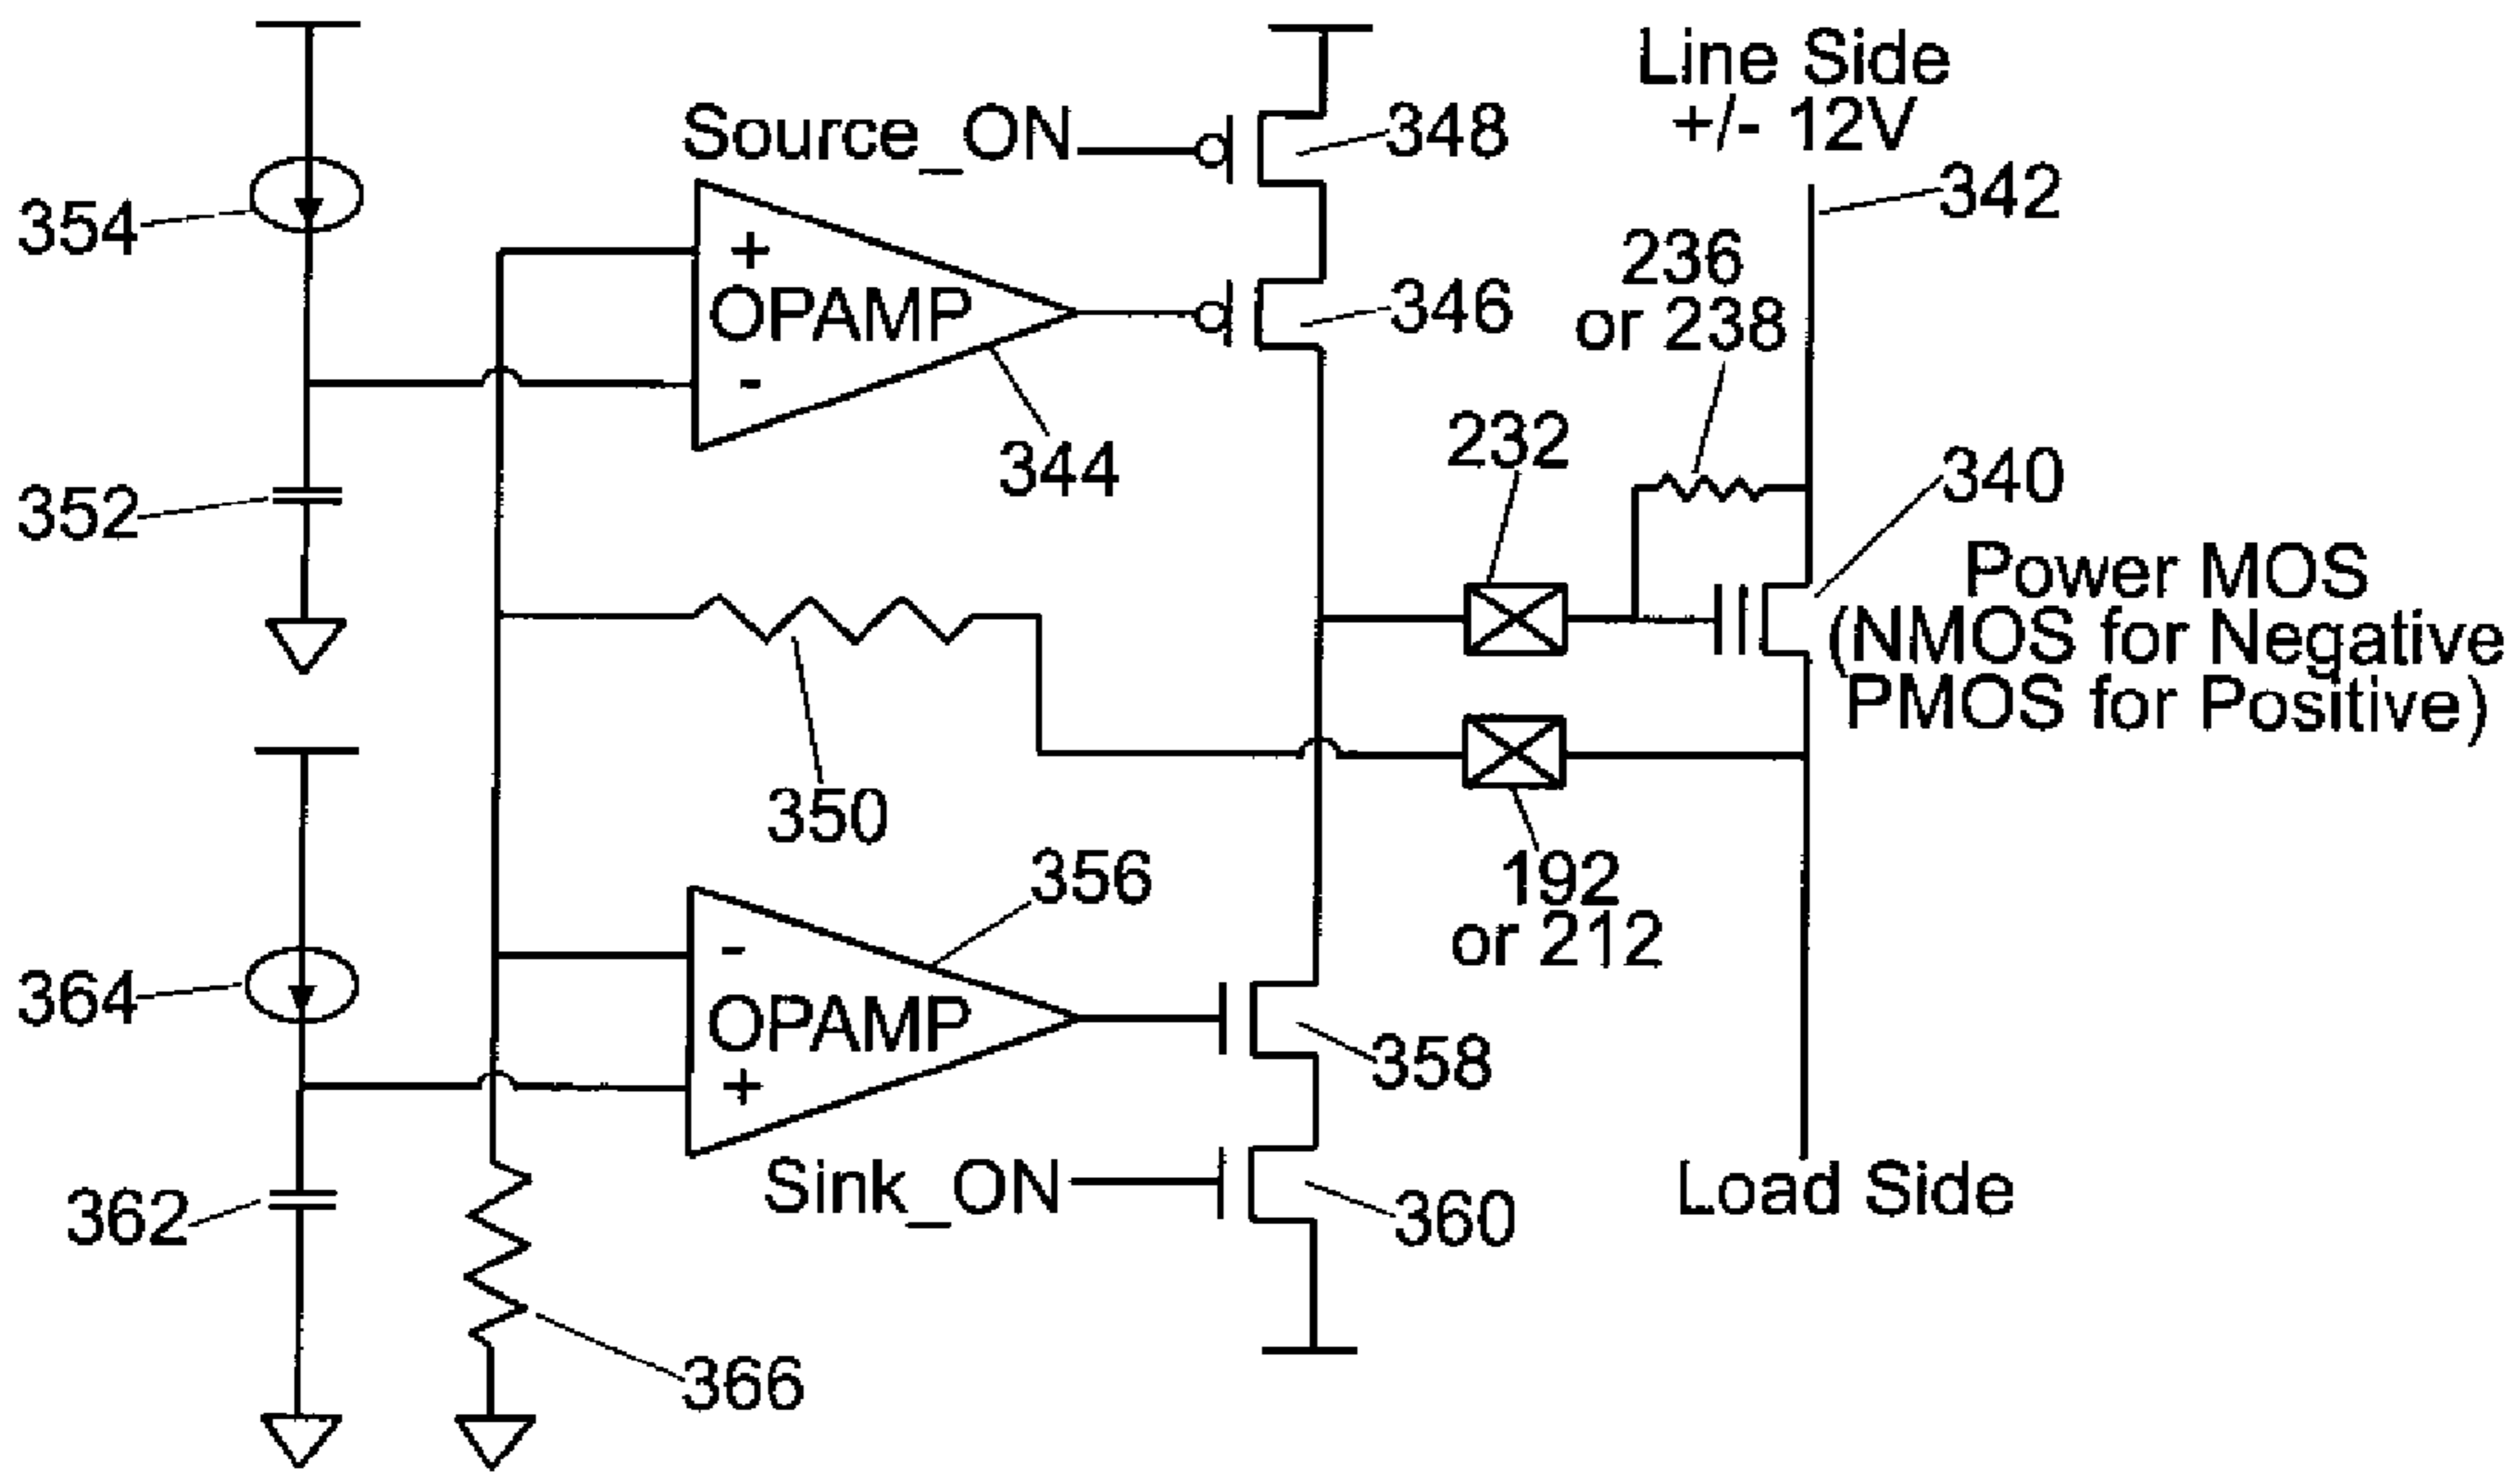 Line Side
+/- 12V
Source_ON
348
342
354
+
OPAMP
-
346
236
or 238
344
232
340
352
Power MOS
(NMOS for Negative
PMOS for Positive)
350
356
192
or 212
364
-
OPAMP
+
358
Sink_ON
360
Load Side
362
366